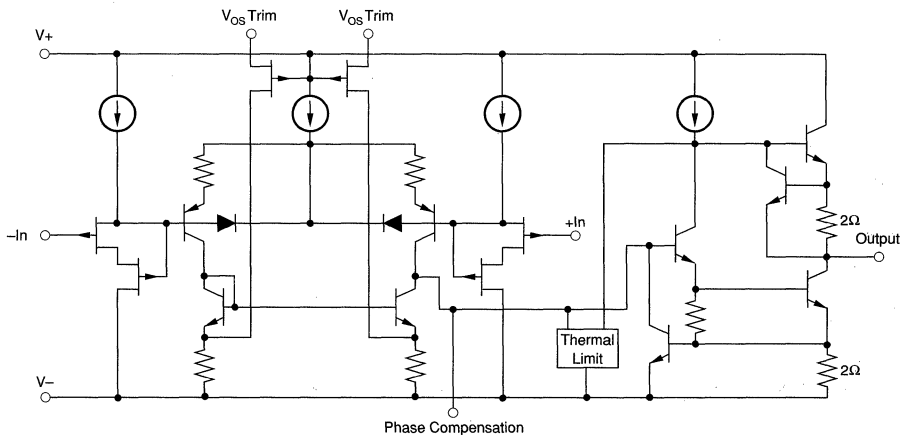 V_OS Trim
V_OS Trim
V+
–In
+In
2Ω
Output
Thermal
Limit
2Ω
V–
Phase Compensation